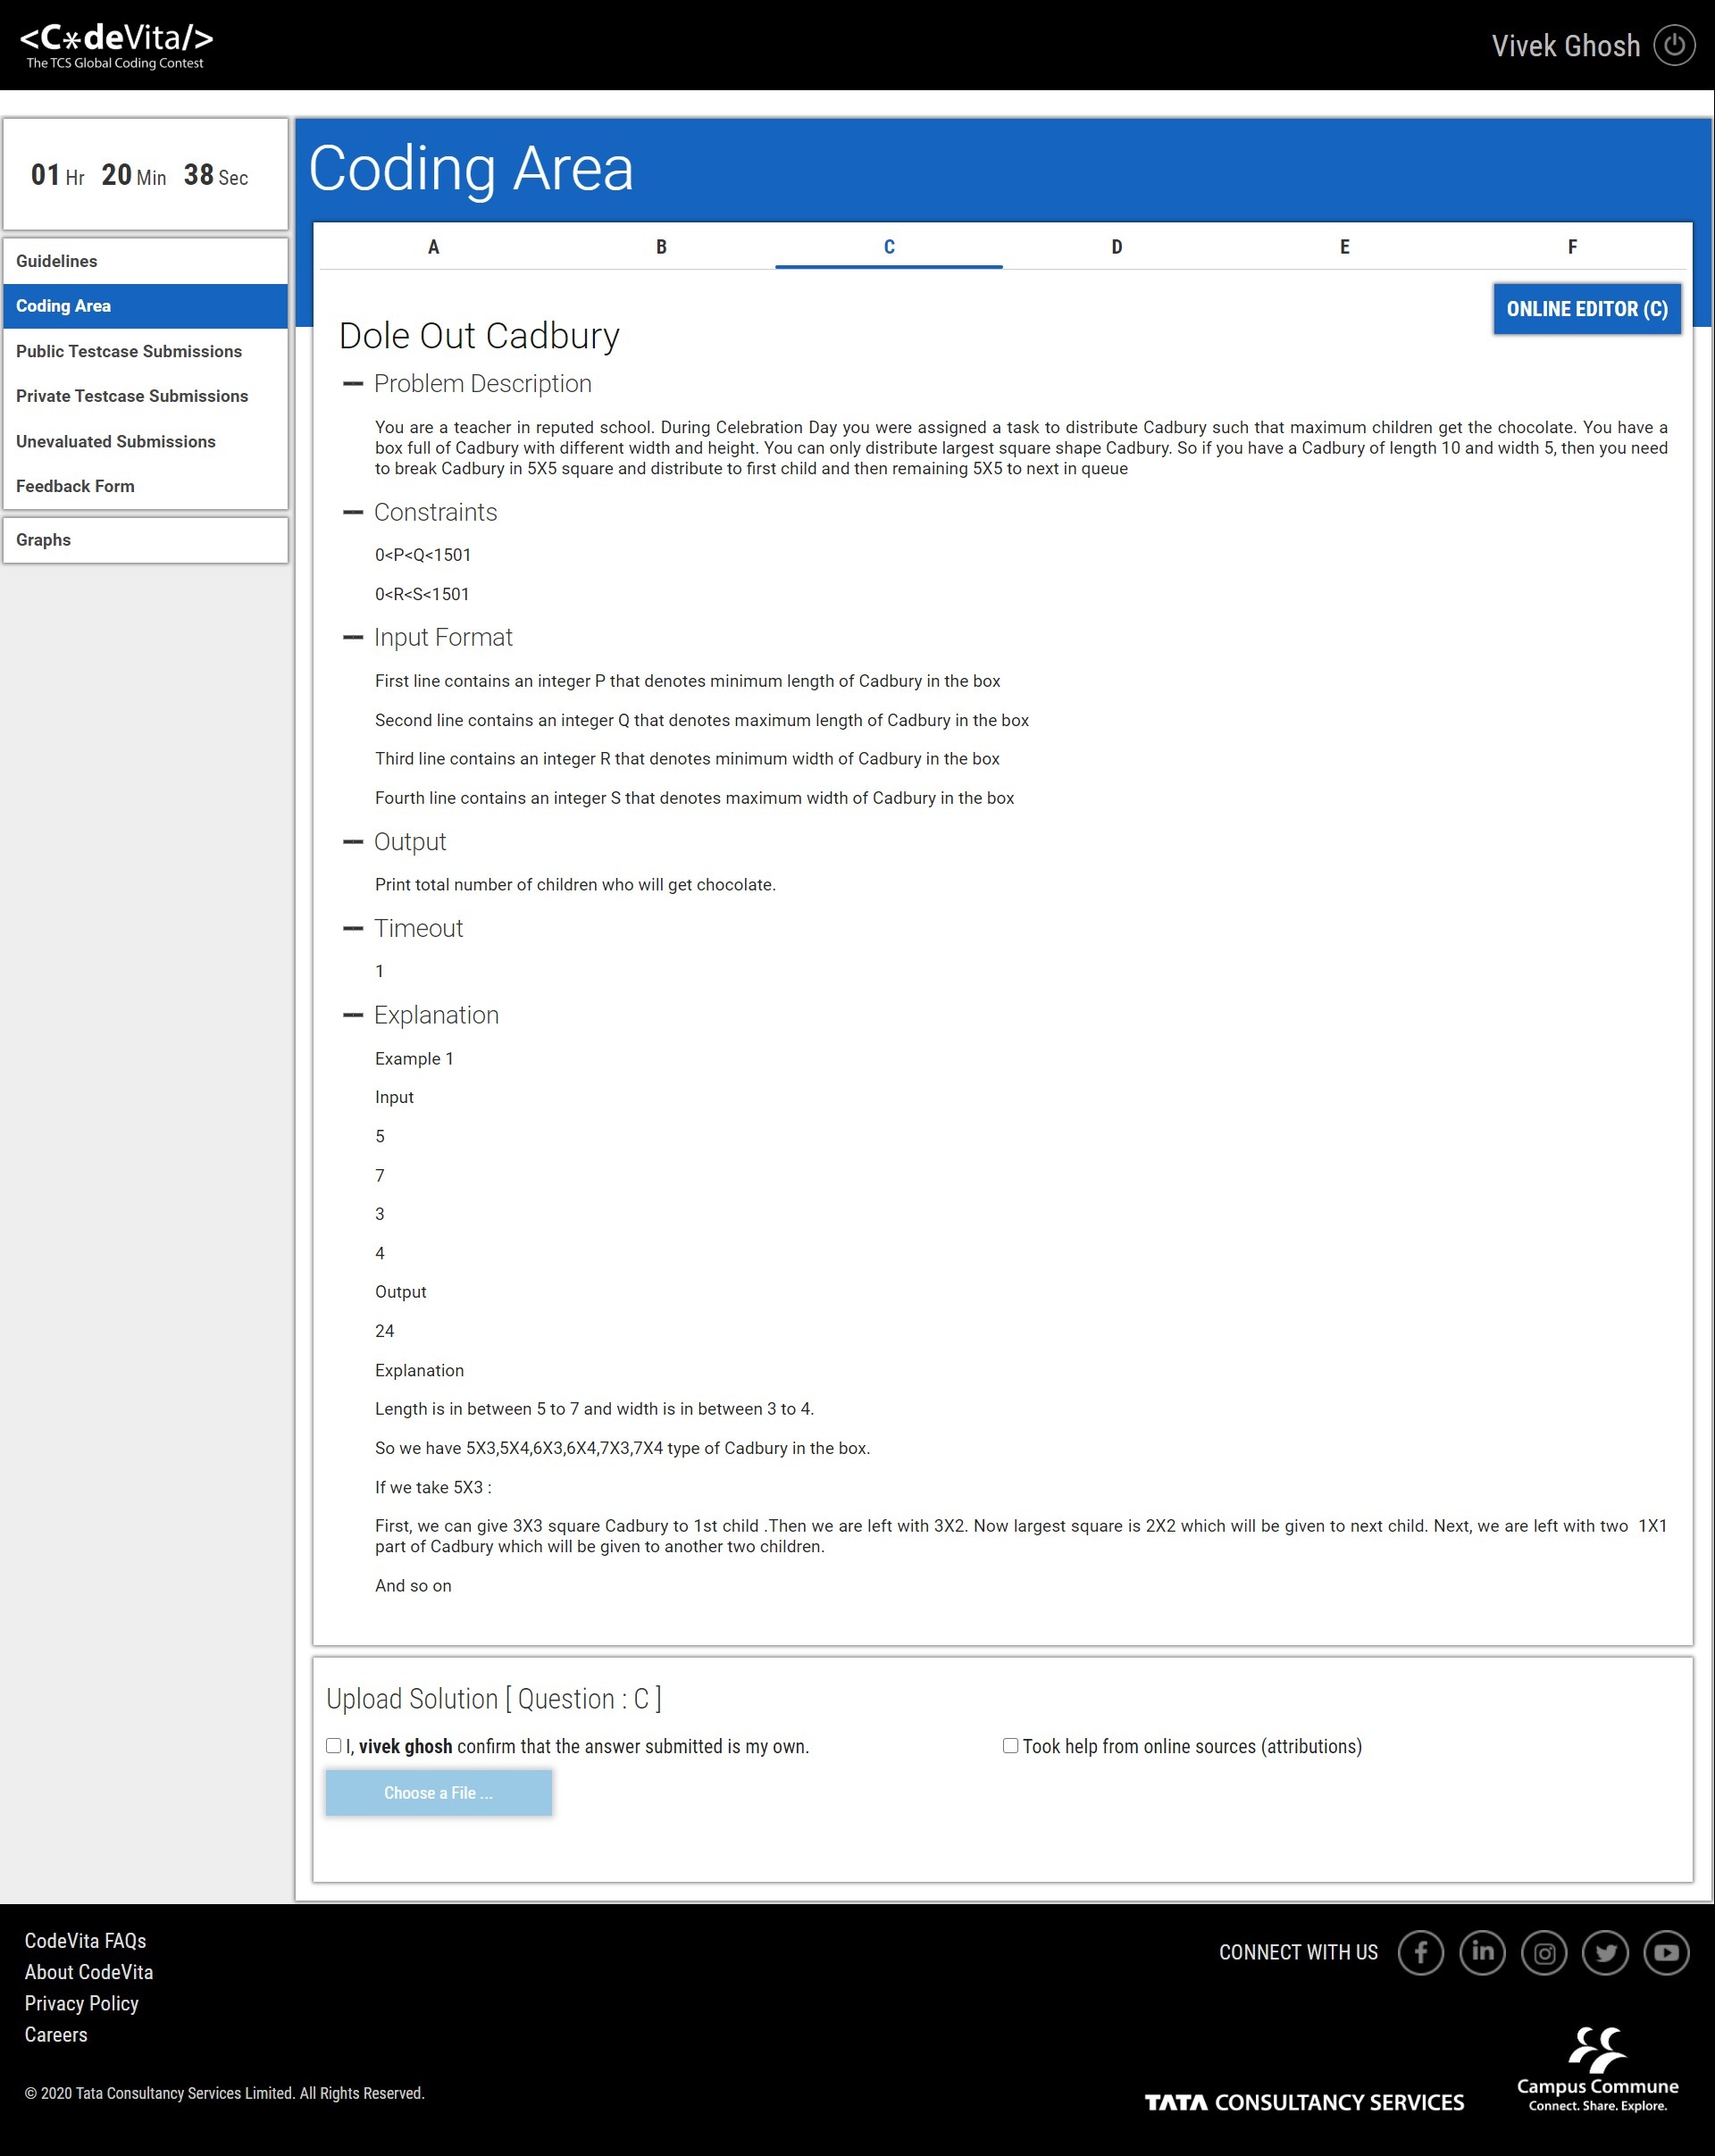 <C*deVita/>
The TCS Global Coding Contest
Vivek Ghosh
01 Hr 20 Min 38 Sec
Guidelines
Coding Area
Public Testcase Submissions
Private Testcase Submissions
Unevaluated Submissions
Feedback Form
Graphs
Coding Area
A B C D E F
ONLINE EDITOR (C)
Dole Out Cadbury
Problem Description
You are a teacher in reputed school. During Celebration Day you were assigned a task to distribute Cadbury such that maximum children get the chocolate. You have a
box full of Cadbury with different width and height. You can only distribute largest square shape Cadbury. So if you have a Cadbury of length 10 and width 5, then you need
to break Cadbury in 5X5 square and distribute to first child and then remaining 5X5 to next in queue
Constraints
0<P<Q<1501
0<R<S<1501
Input Format
First line contains an integer P that denotes minimum length of Cadbury in the box
Second line contains an integer Q that denotes maximum length of Cadbury in the box
Third line contains an integer R that denotes minimum width of Cadbury in the box
Fourth line contains an integer S that denotes maximum width of Cadbury in the box
Output
Print total number of children who will get chocolate.
Timeout
1
Explanation
Example 1
Input
5
7
3
4
Output
24
Explanation
Length is in between 5 to 7 and width is in between 3 to 4.
So we have 5X3,5X4,6X3,6X4,7X3,7X4 type of Cadbury in the box.
If we take 5X3 :
First, we can give 3X3 square Cadbury to 1st child .Then we are left with 3X2. Now largest square is 2X2 which will be given to next child. Next, we are left with two 1X1
part of Cadbury which will be given to another two children.
And so on
Upload Solution [ Question : C ]
I, vivek ghosh confirm that the answer submitted is my own.
Took help from online sources (attributions)
Choose a File ...
CodeVita FAQs
About CodeVita
Privacy Policy
Careers
© 2020 Tata Consultancy Services Limited. All Rights Reserved.
CONNECT WITH US
TATA CONSULTANCY SERVICES
Campus Commune
Connect. Share. Explore.